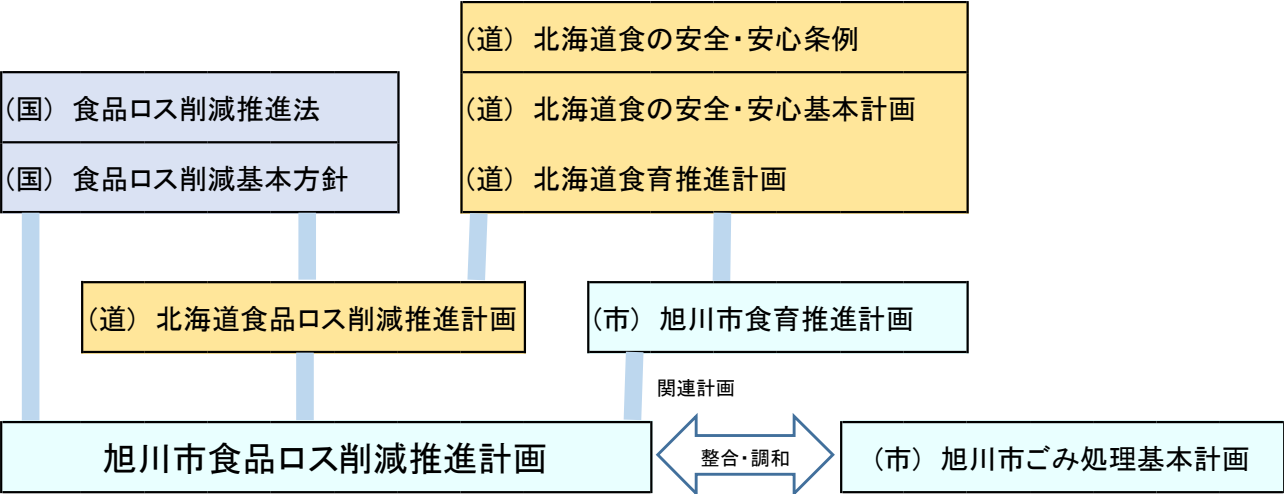 (道) 北海道食の安全・安心条例
(国) 食品ロス削減推進法
(道) 北海道食の安全・安心基本計画
(国) 食品ロス削減基本方針
(道) 北海道食育推進計画
(道) 北海道食品ロス削減推進計画
(市) 旭川市食育推進計画
関連計画
旭川市食品ロス削減推進計画
整合・調和
(市) 旭川市ごみ処理基本計画